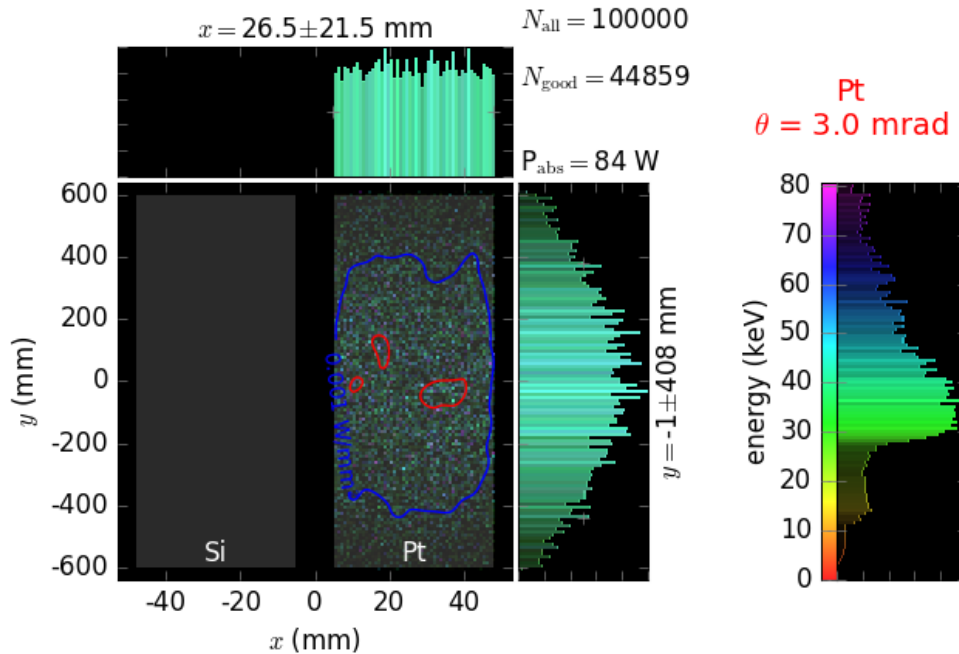 x = 26.5±21.5 mm
N_all = 100000
N_good = 44859
P_abs = 84 W
Pt
θ = 3.0 mrad
600
400
200
0
-200
-400
-600
y (mm)
0.001 W/mm
Si
Pt
-40
-20
0
20
40
x (mm)
y = -1±408 mm
80
70
60
50
40
30
20
10
0
energy (keV)